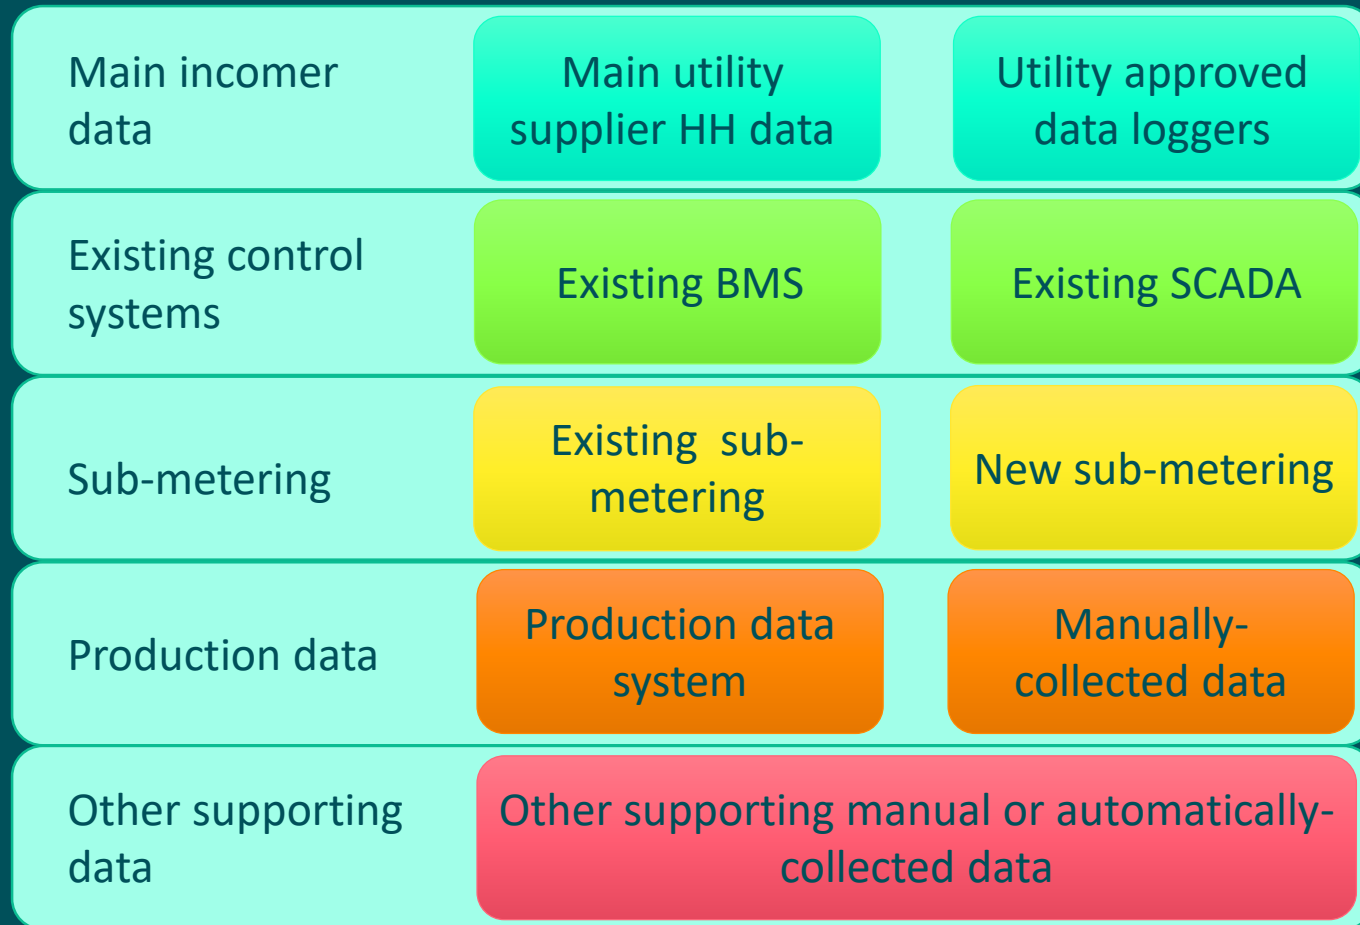 Main incomer
data
Main utility
supplier HH data
Utility approved
data loggers
Existing control
systems
Existing BMS
Existing SCADA
Sub-metering
Existing  sub-
metering
New sub-metering
Production data
Production data
system
Manually-
collected data
Other supporting
data
Other supporting manual or automatically-
collected data